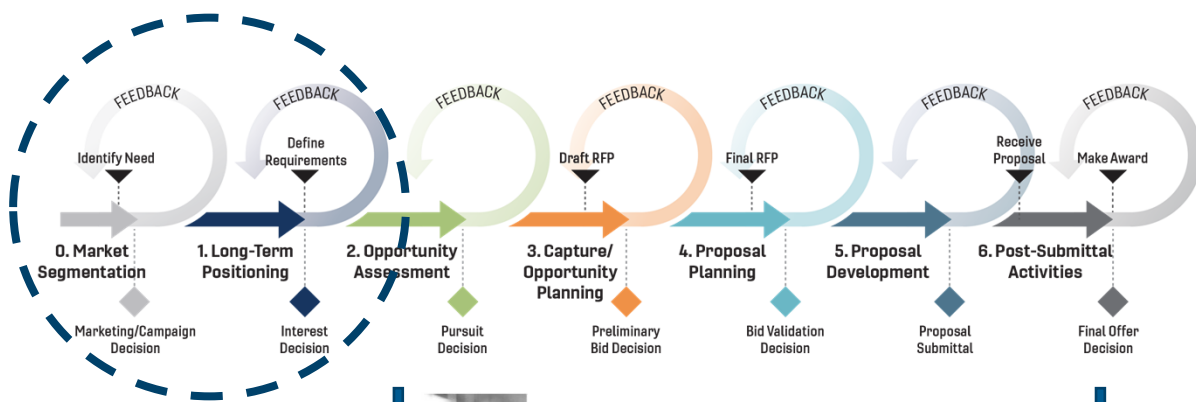 FEEDBACK
FEEDBACK
FEEDBACK
FEEDBACK
FEEDBACK
FEEDBACK
FEEDBACK
Identify Need
Define
Requirements
Draft RFP
Final RFP
Receive
Proposal
Make Award
0. Market
Segmentation
1. Long-Term
Positioning
2. Opportunity
Assessment
3. Capture/
Opportunity
Planning
4. Proposal
Planning
5. Proposal
Development
6. Post-Submittal
Activities
Marketing/Campaign
Decision
Interest
Decision
Pursuit
Decision
Preliminary
Bid Decision
Bid Validation
Decision
Proposal
Submittal
Final Offer
Decision